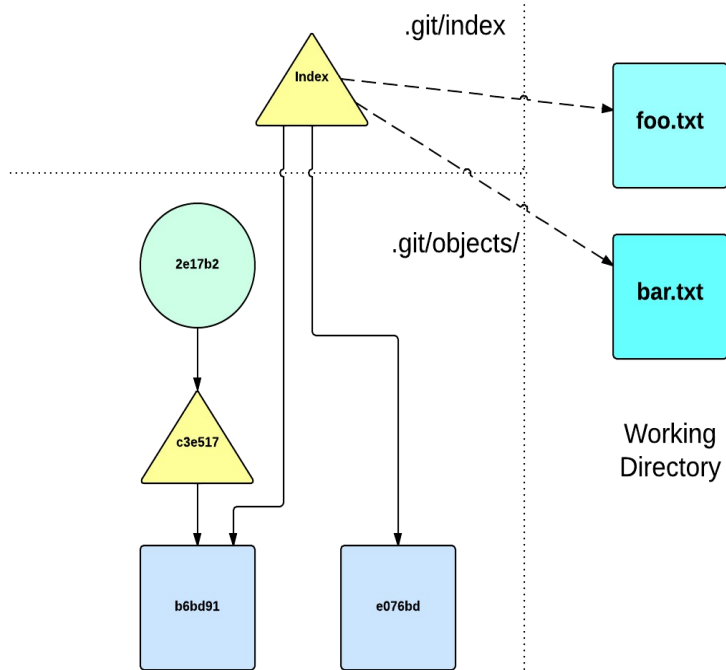 .git/index
Index
foo.txt
.git/objects/
2e17b2
bar.txt
c3e517
Working
Directory
b6bd91
e076bd